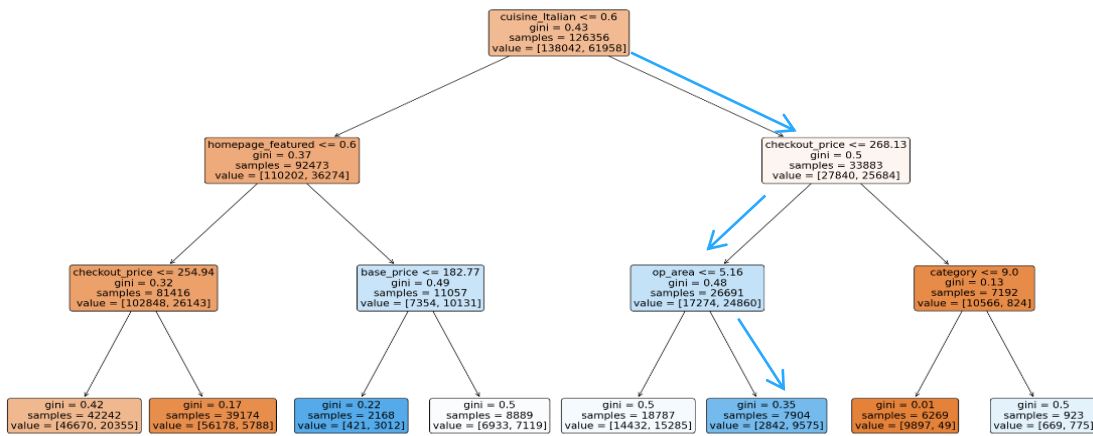 cuisine_Italian <= 0.6
gini = 0.43
samples = 126356
value = [138042, 61958]
homepage_featured <= 0.6
gini = 0.37
samples = 92473
value = [110202, 36274]
checkout_price <= 268.13
gini = 0.5
samples = 33883
value = [27840, 25684]
checkout_price <= 254.94
gini = 0.32
samples = 81416
value = [102848, 26143]
base_price <= 182.77
gini = 0.49
samples = 11057
value = [7354, 10131]
op_area <= 5.16
gini = 0.48
samples = 26691
value = [17274, 24860]
category <= 9.0
gini = 0.13
samples = 7192
value = [10566, 824]
gini = 0.42
samples = 42242
value = [46670, 20355]
gini = 0.17
samples = 39174
value = [56178, 5788]
gini = 0.22
samples = 2168
value = [421, 3012]
gini = 0.5
samples = 8889
value = [6933, 7119]
gini = 0.5
samples = 18787
value = [14432, 15285]
gini = 0.35
samples = 7904
value = [2842, 9575]
gini = 0.01
samples = 6269
value = [9897, 49]
gini = 0.5
samples = 923
value = [669, 775]